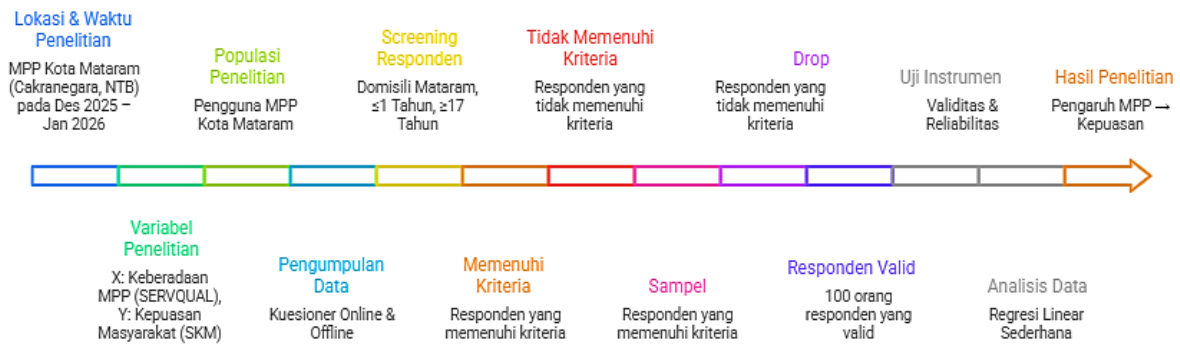 Lokasi & Waktu
Penelitian
MPP Kota Mataram
(Cakranegara, NTB)
pada Des 2025 –
Jan 2026
Populasi
Penelitian
Pengguna MPP
Kota Mataram
Screening
Responden
Domisili Mataram,
≤1 Tahun, ≥17
Tahun
Tidak Memenuhi
Kriteria
Responden yang
tidak memenuhi
kriteria
Drop
Responden yang
tidak memenuhi
kriteria
Uji Instrumen
Validitas &
Reliabilitas
Hasil Penelitian
Pengaruh MPP →
Kepuasan
Variabel
Penelitian
X: Keberadaan
MPP (SERVQUAL),
Y: Kepuasan
Masyarakat (SKM)
Pengumpulan
Data
Kuesioner Online &
Offline
Memenuhi
Kriteria
Responden yang
memenuhi kriteria
Sampel
Responden yang
memenuhi kriteria
Responden Valid
100 orang
responden yang
valid
Analisis Data
Regresi Linear
Sederhana